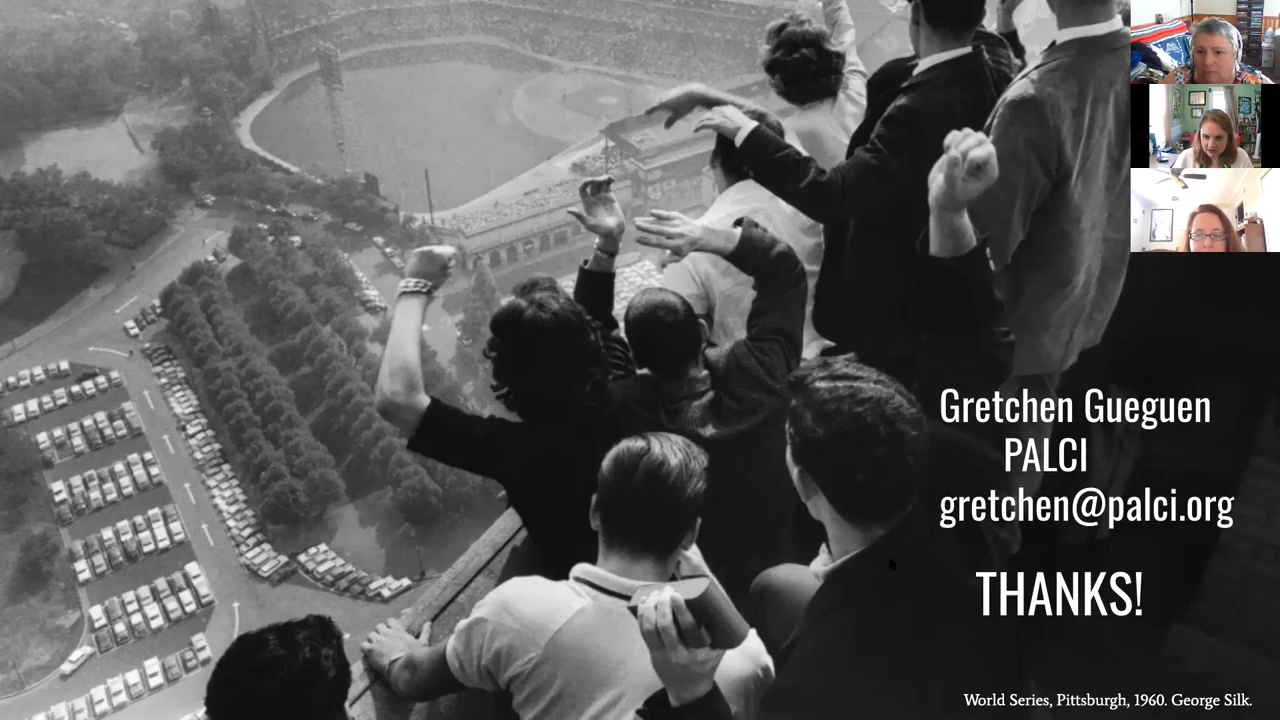 Gretchen Gueguen
PALCI
gretchen@palci.org
THANKS!
World Series, Pittsburgh, 1960. George Silk.